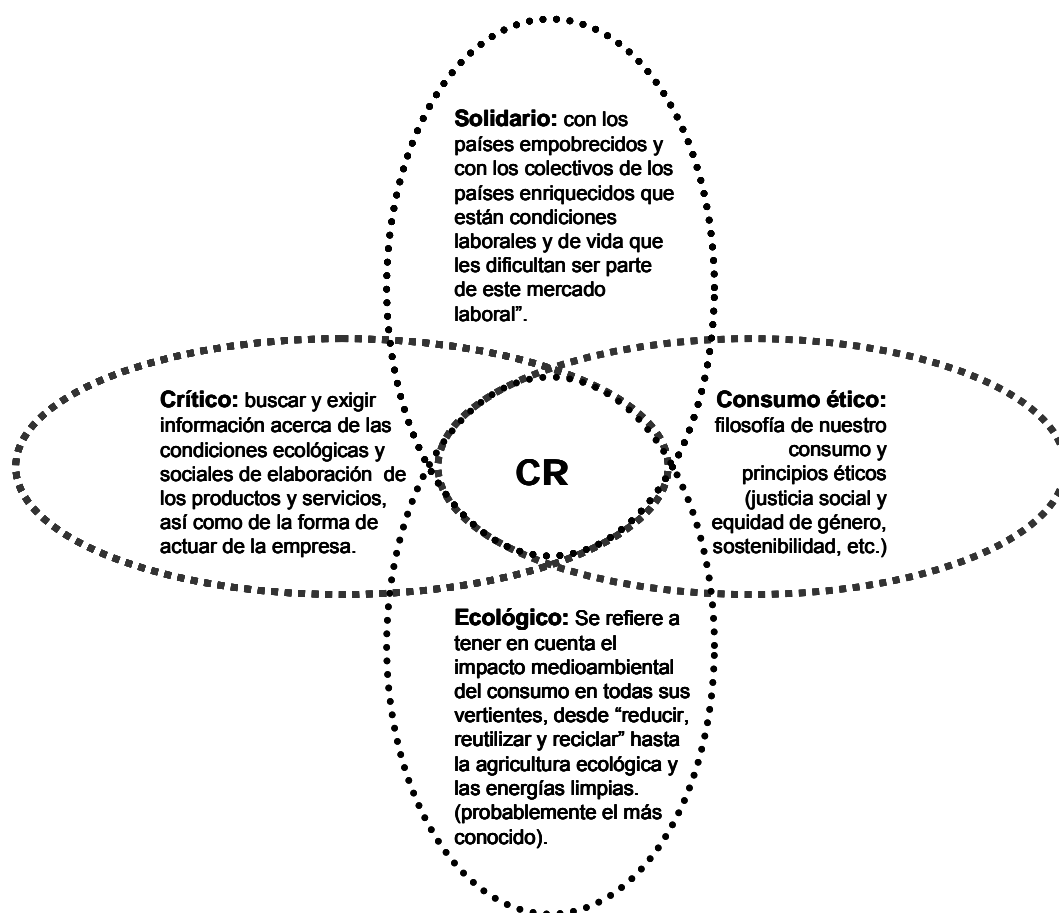 Solidario: con los
países empobrecidos y
con los colectivos de los
países enriquecidos que
están condiciones
laborales y de vida que
les dificultan ser parte
de este mercado
laboral”.
Crítico: buscar y exigir
información acerca de las
condiciones ecológicas y
sociales de elaboración de
los productos y servicios,
así como de la forma de
actuar de la empresa.
CR
Consumo ético:
filosofía de nuestro
consumo y
principios éticos
(justicia social y
equidad de género,
sostenibilidad, etc.)
Ecológico: Se refiere a
tener en cuenta el
impacto medioambiental
del consumo en todas sus
vertientes, desde “reducir,
reutilizar y reciclar” hasta
la agricultura ecológica y
las energías limpias.
(probablemente el más
conocido).